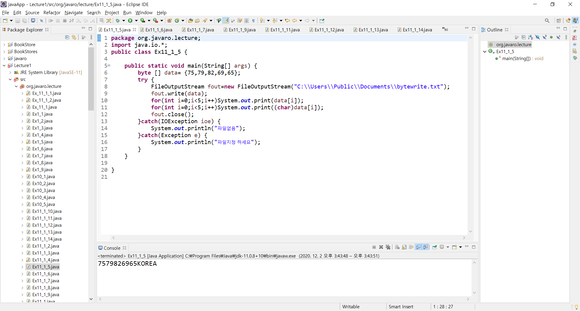 javaApp - Lecture1/src/org/javaro/lecture/Ex11_1_5.java - Eclipse IDE
File Edit Source Refactor Navigate Search Project Run Window Help
Package Explorer
BookStore
BookStores
javaro
Lecture1
JRE System Library [JavaSE-11]
src
org.javaro.lecture
Ex11_1_1.java
Ex11_1_2.java
Ex1_1.java
Ex1_3.java
Ex1_4.java
Ex1_5.java
Ex1_6.java
Ex1_7.java
Ex1_8.java
Ex1_9.java
Ex10_1.java
Ex10_2.java
Ex10_3.java
Ex10_4.java
Ex10_5.java
Ex11_1_10.java
Ex11_1_12.java
Ex11_1_13.java
Ex11_1_14.java
Ex11_1_2.java
Ex11_1_3.java
Ex11_1_4.java
Ex11_1_5.java
Ex11_1_6.java
Ex11_1_7.java
Ex11_1_8.java
Ex11_1_9.java
Ex11_1_5.java
Ex11_1_6.java
Ex11_1_7.java
Ex11_1_9.java
Ex11_1_11.java
Ex11_1_12.java
Ex11_1_13.java
Ex11_1_14.java
1 package org.javaro.lecture;
2 import java.io.*;
3 public class Ex11_1_5 {
4
5 public static void main(String[] args) {
6 byte [] data= {75,79,82,69,65};
7 try {
8 FileOutputStream fout=new FileOutputStream("C:\\Users\\Public\\Documents\\bytewrite.txt");
9 fout.write(data);
10 for(int i=0;i<5;i++)System.out.print(data[i]);
11 for(int i=0;i<5;i++)System.out.print((char)data[i]);
12 fout.close();
13 }catch(IOException ioe) {
14 System.out.println("파일없음");
15 }catch(Exception e) {
16 System.out.println("파일지정 하세요");
17 }
18 }
19
20 }
21
Outline
org.javaro.lecture
Ex11_1_5
main(String[]) : void
Console
<terminated> Ex11_1_5 [Java Application] C:\Program Files\Java\jdk-11.0.8+10\bin\javaw.exe (2020. 12. 2. 오후 3:43:48 – 오후 3:43:51)
7579826965KOREA
Writable
Smart Insert
1 : 28 : 27